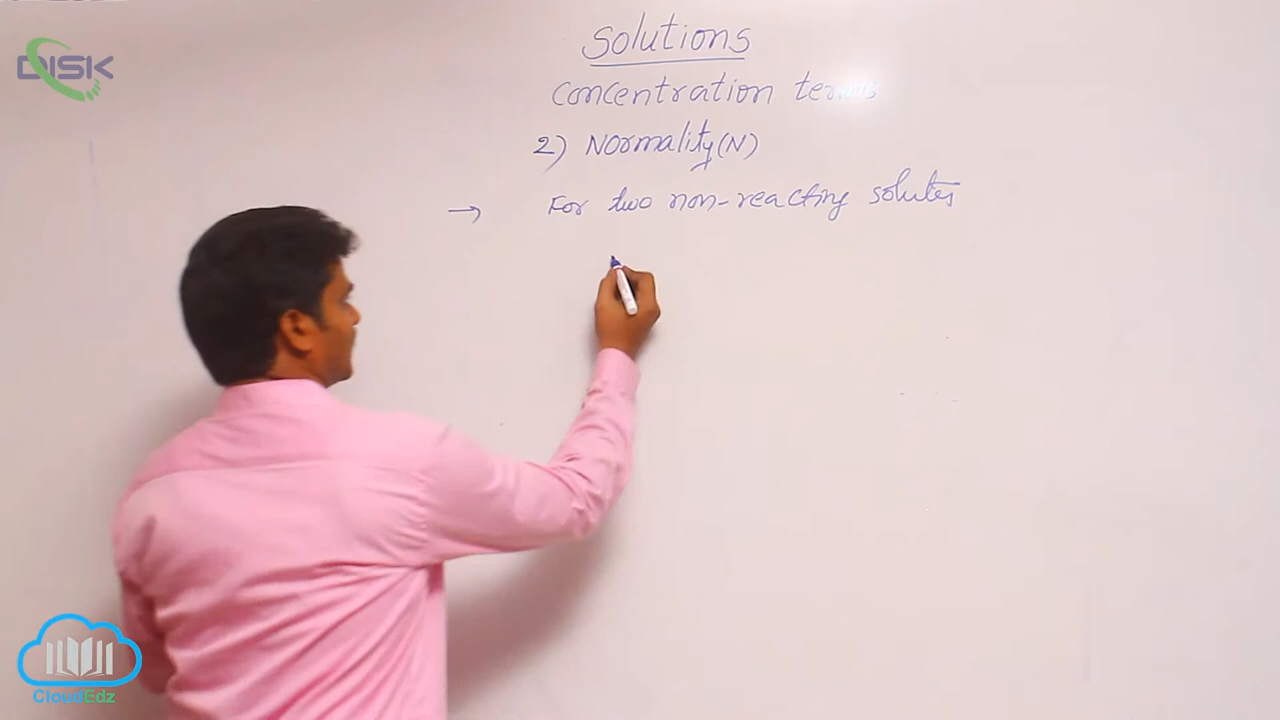 DISK
Solutions
Concentration terms
2) Normality(N)
→ For two non-reacting solutes
CloudEdz